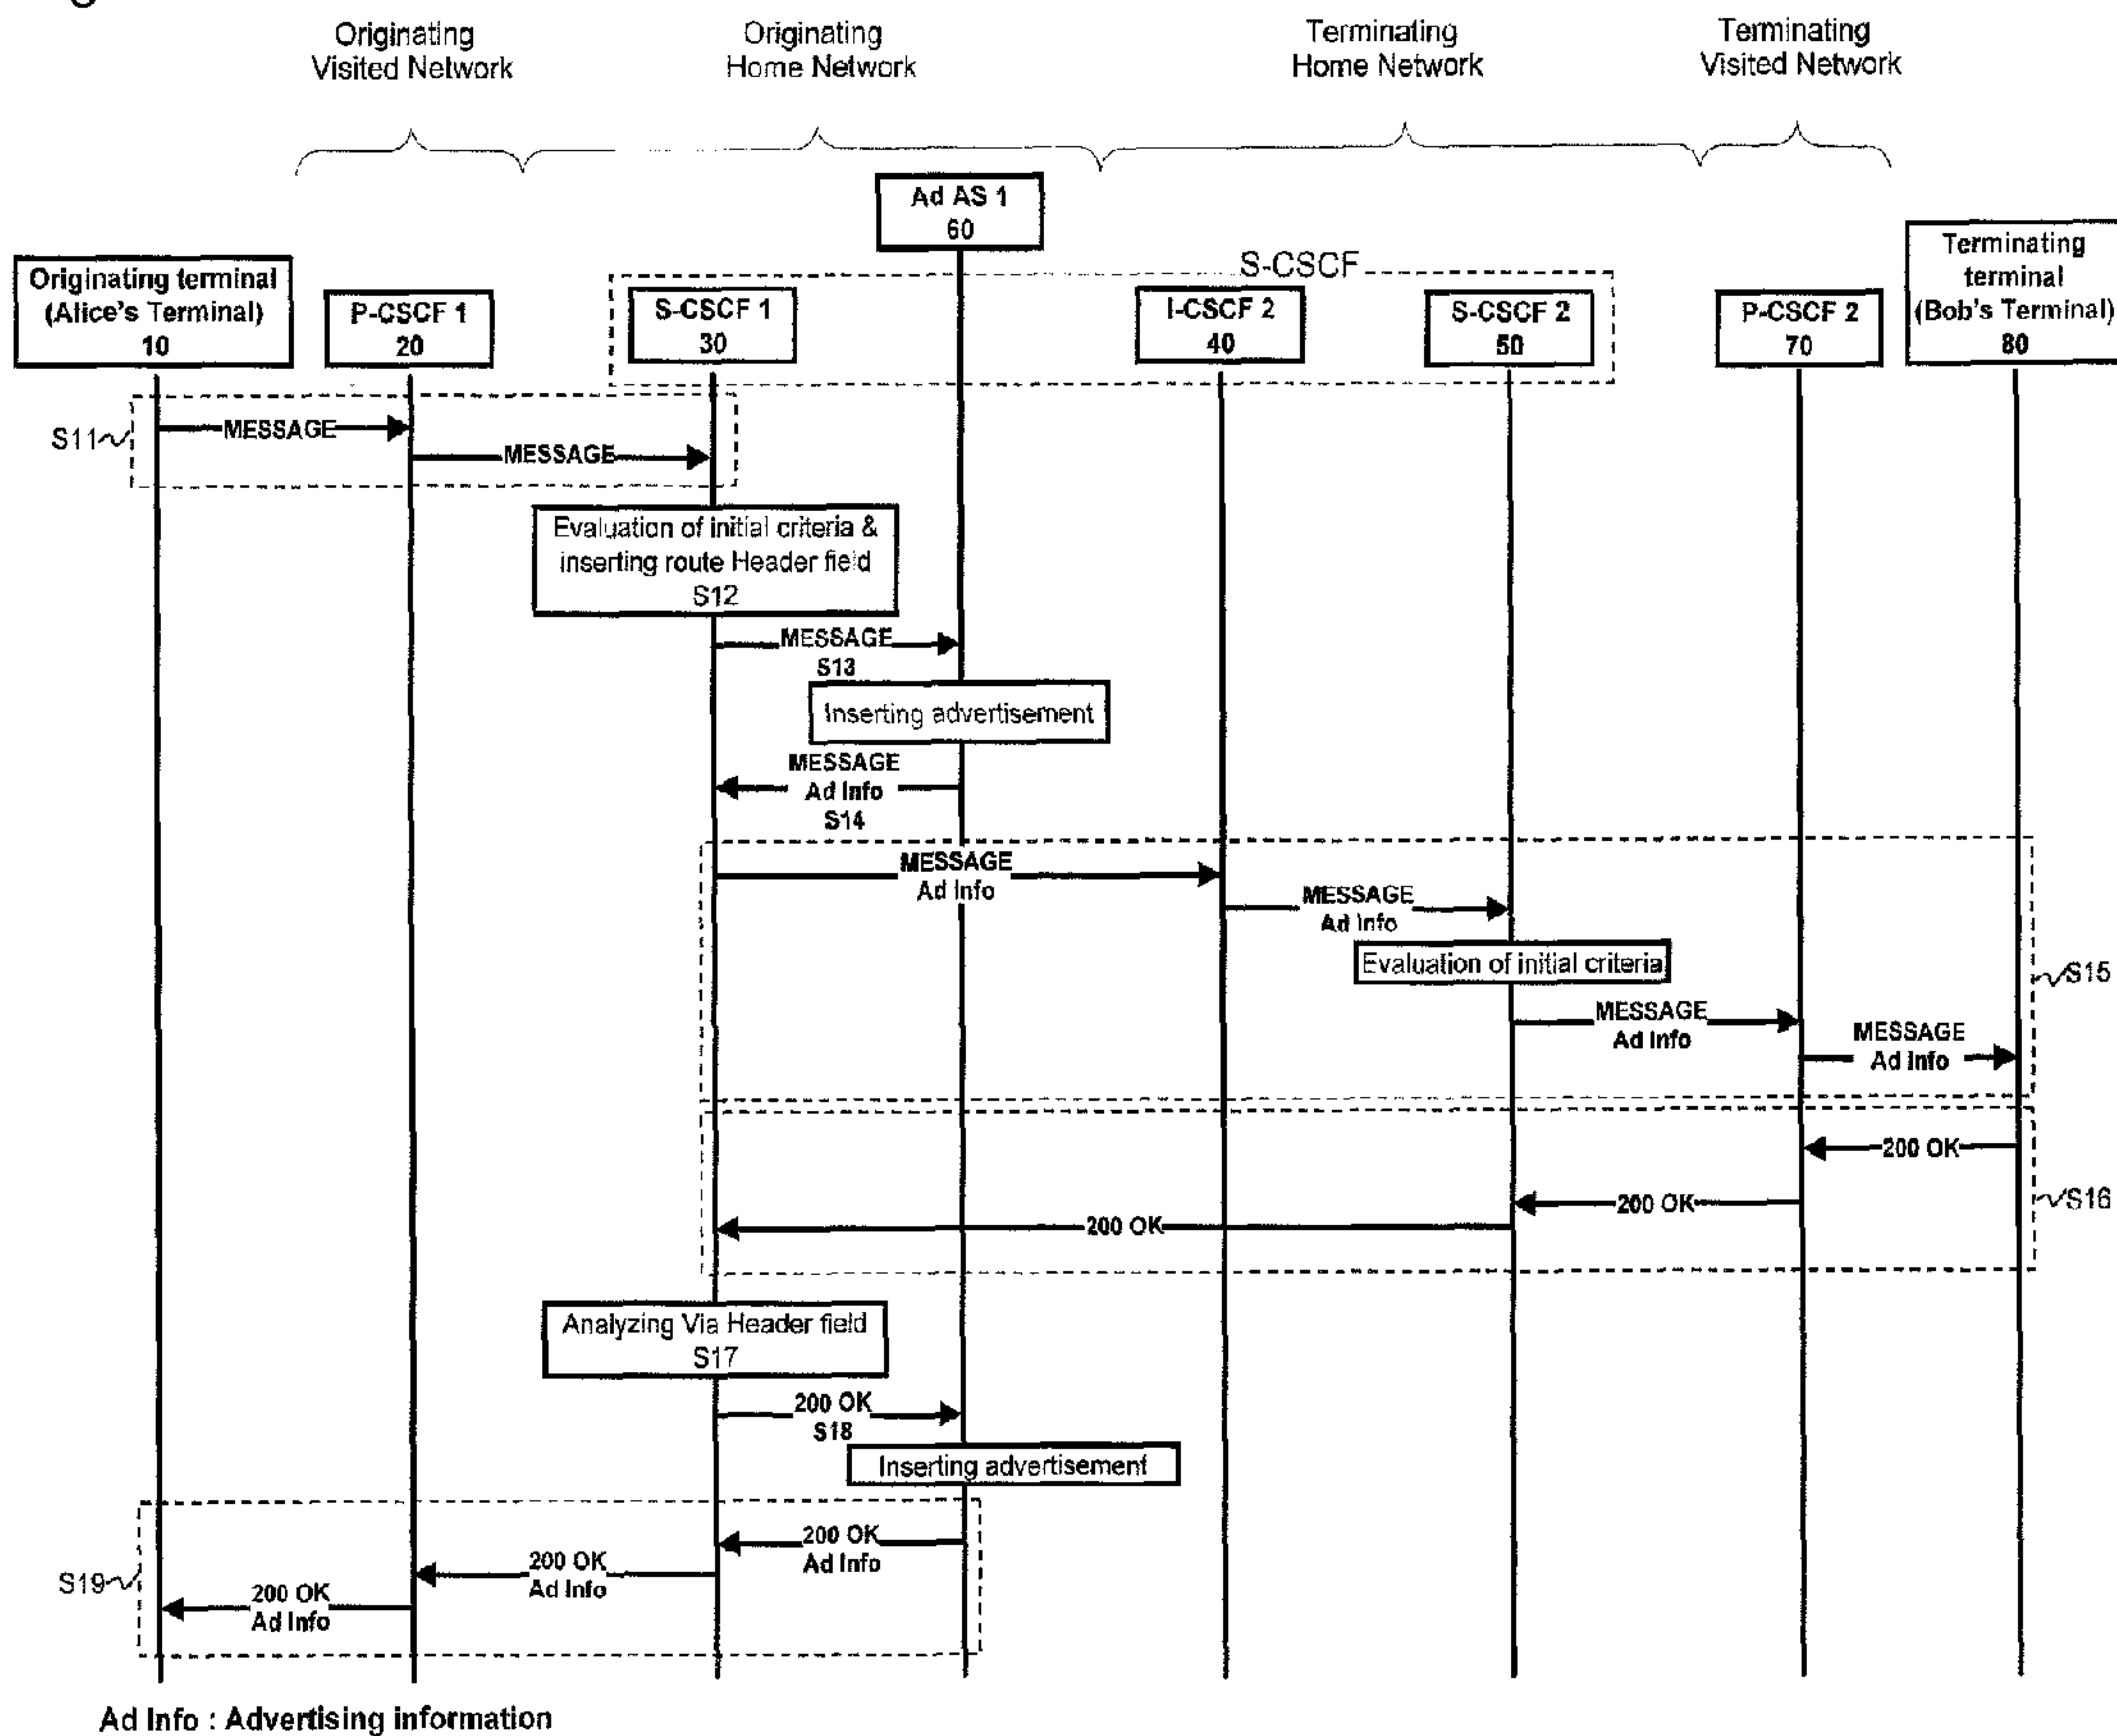 Originating
Visited Network
Originating
Home Network
Terminating
Home Network
Terminating
Visited Network
Ad AS 1
60
S-CSCF
Originating terminal
(Alice's Terminal)
10
P-CSCF 1
20
S-CSCF 1
30
I-CSCF 2
40
S-CSCF 2
50
P-CSCF 2
70
Terminating
terminal
(Bob's Terminal)
80
S11
MESSAGE
MESSAGE
Evaluation of initial criteria &
inserting route Header field
S12
MESSAGE
S13
Inserting advertisement
MESSAGE
Ad Info
S14
MESSAGE
Ad Info
MESSAGE
Ad Info
Evaluation of initial criteria
S15
MESSAGE
Ad Info
MESSAGE
Ad Info
200 OK
200 OK
S16
200 OK
Analyzing Via Header field
S17
200 OK
S18
Inserting advertisement
200 OK
Ad Info
200 OK
Ad Info
S19
200 OK
Ad Info
Ad Info : Advertising information